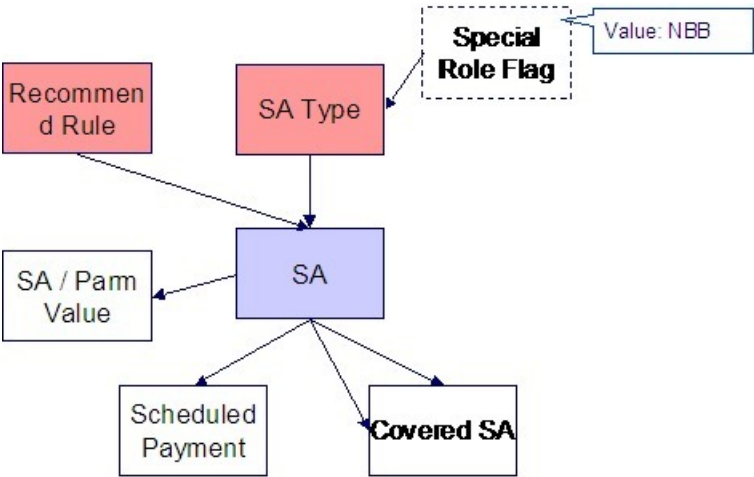 Special
Role Flag
Value: NBB
Recommen
d Rule
SA Type
SA / Parm
Value
SA
Scheduled
Payment
Covered SA